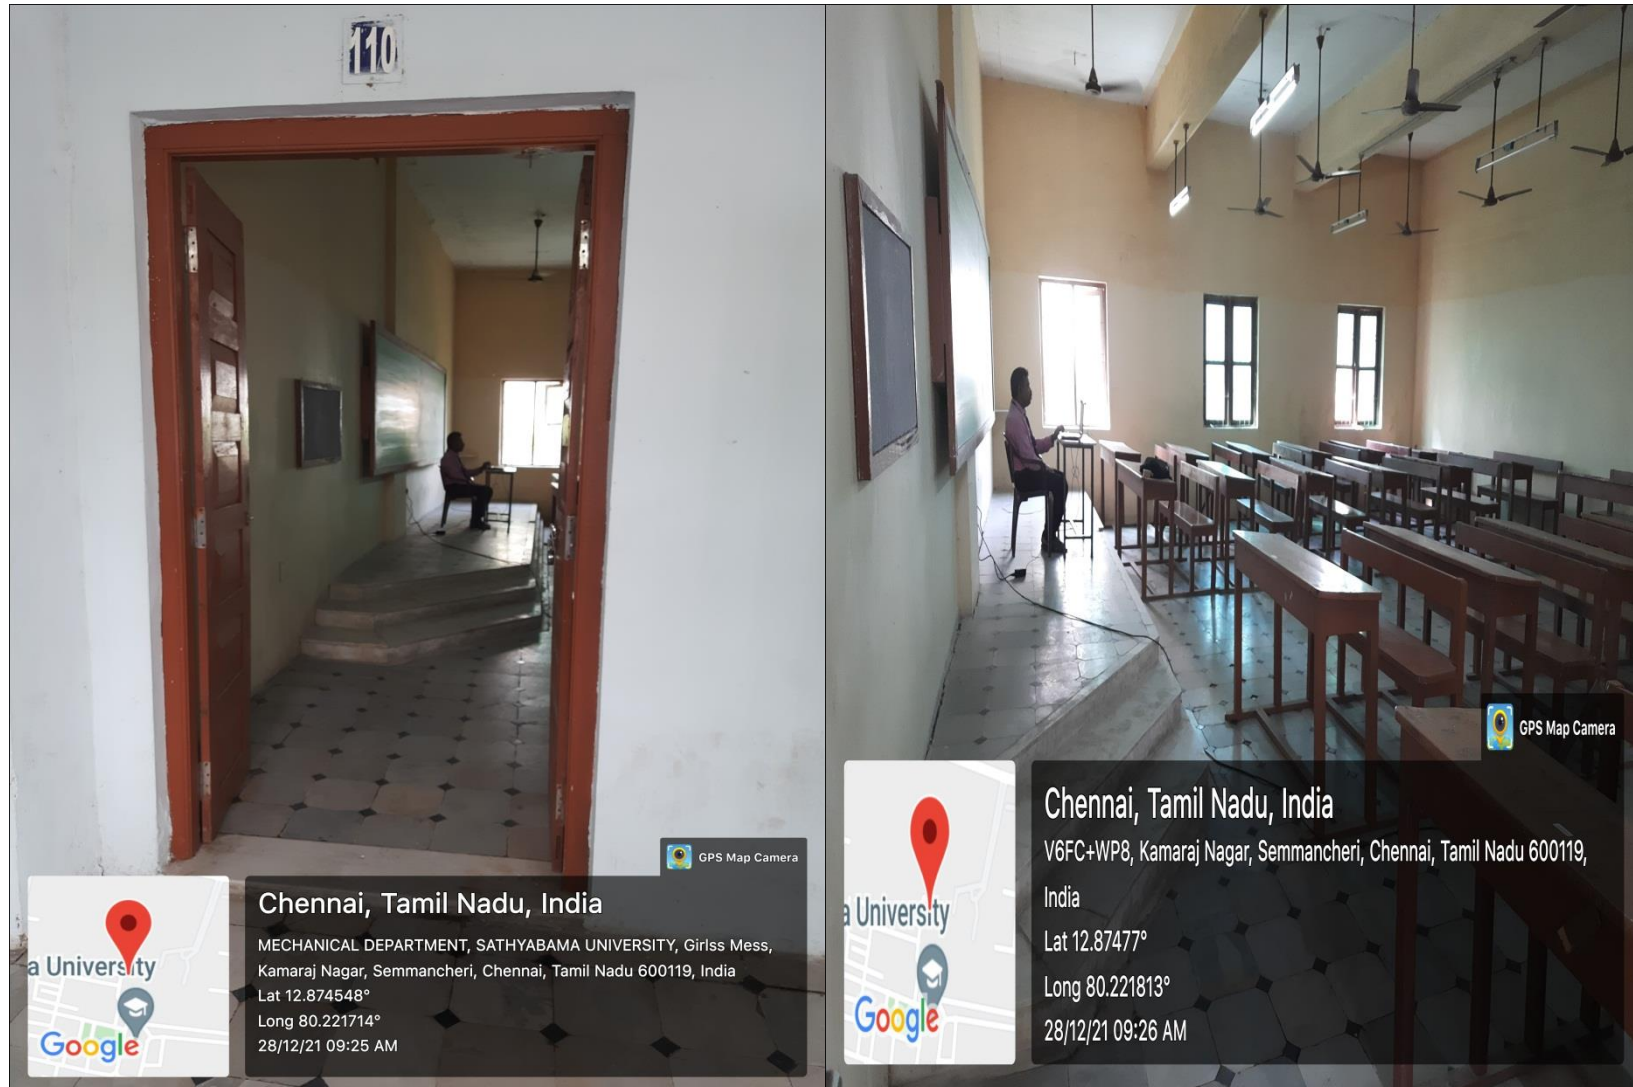 110
GPS Map Camera
Chennai, Tamil Nadu, India
MECHANICAL DEPARTMENT, SATHYABAMA UNIVERSITY, Girlss Mess,
Kamaraj Nagar, Semmancheri, Chennai, Tamil Nadu 600119, India
Lat 12.874548°
Long 80.221714°
28/12/21 09:25 AM
a University
Google
GPS Map Camera
Chennai, Tamil Nadu, India
V6FC+WP8, Kamaraj Nagar, Semmancheri, Chennai, Tamil Nadu 600119,
India
Lat 12.87477°
Long 80.221813°
28/12/21 09:26 AM
a University
Google